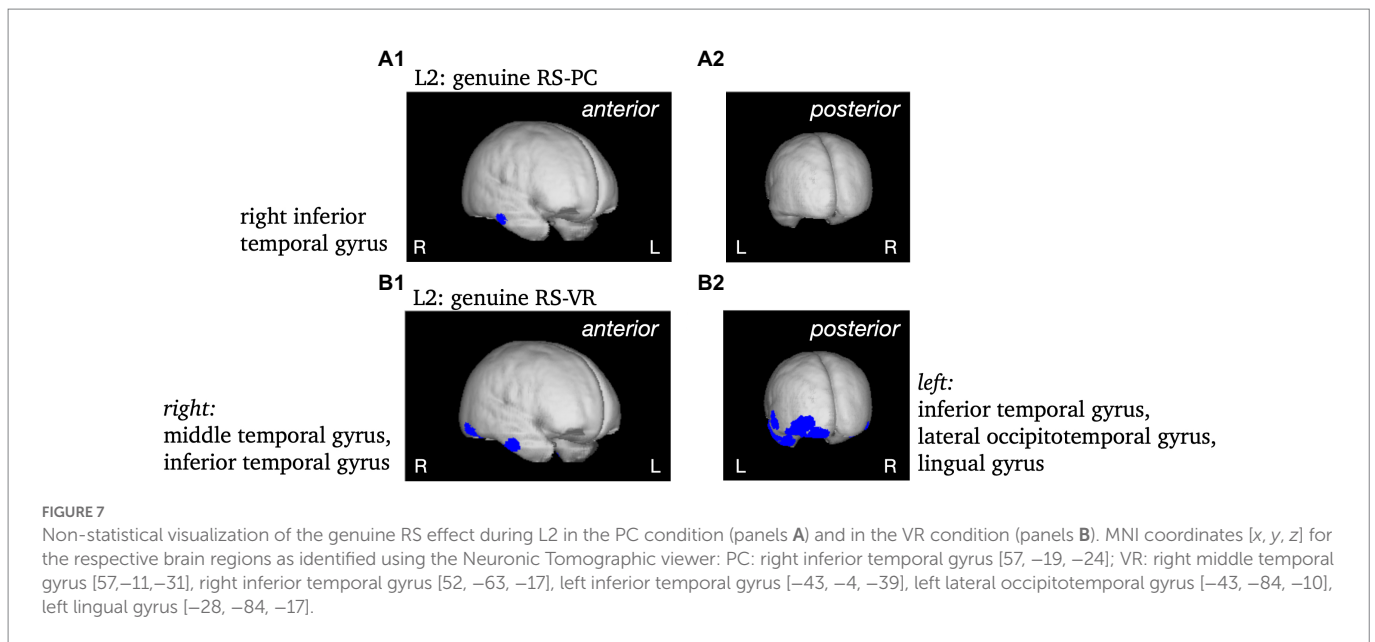 A1
L2: genuine RS-PC
anterior
right inferior
temporal gyrus
R
L
A2
posterior
L
R
B1
L2: genuine RS-VR
anterior
right:
middle temporal gyrus,
inferior temporal gyrus
R
L
B2
posterior
L
R
left:
inferior temporal gyrus,
lateral occipitotemporal gyrus,
lingual gyrus
FIGURE 7
Non-statistical visualization of the genuine RS effect during L2 in the PC condition (panels A) and in the VR condition (panels B). MNI coordinates [x, y, z] for
the respective brain regions as identified using the Neuronic Tomographic viewer: PC: right inferior temporal gyrus [57, −19, −24]; VR: right middle temporal
gyrus [57,−11,−31], right inferior temporal gyrus [52, −63, −17], left inferior temporal gyrus [−43, −4, −39], left lateral occipitotemporal gyrus [−43, −84, −10],
left lingual gyrus [−28, −84, −17].